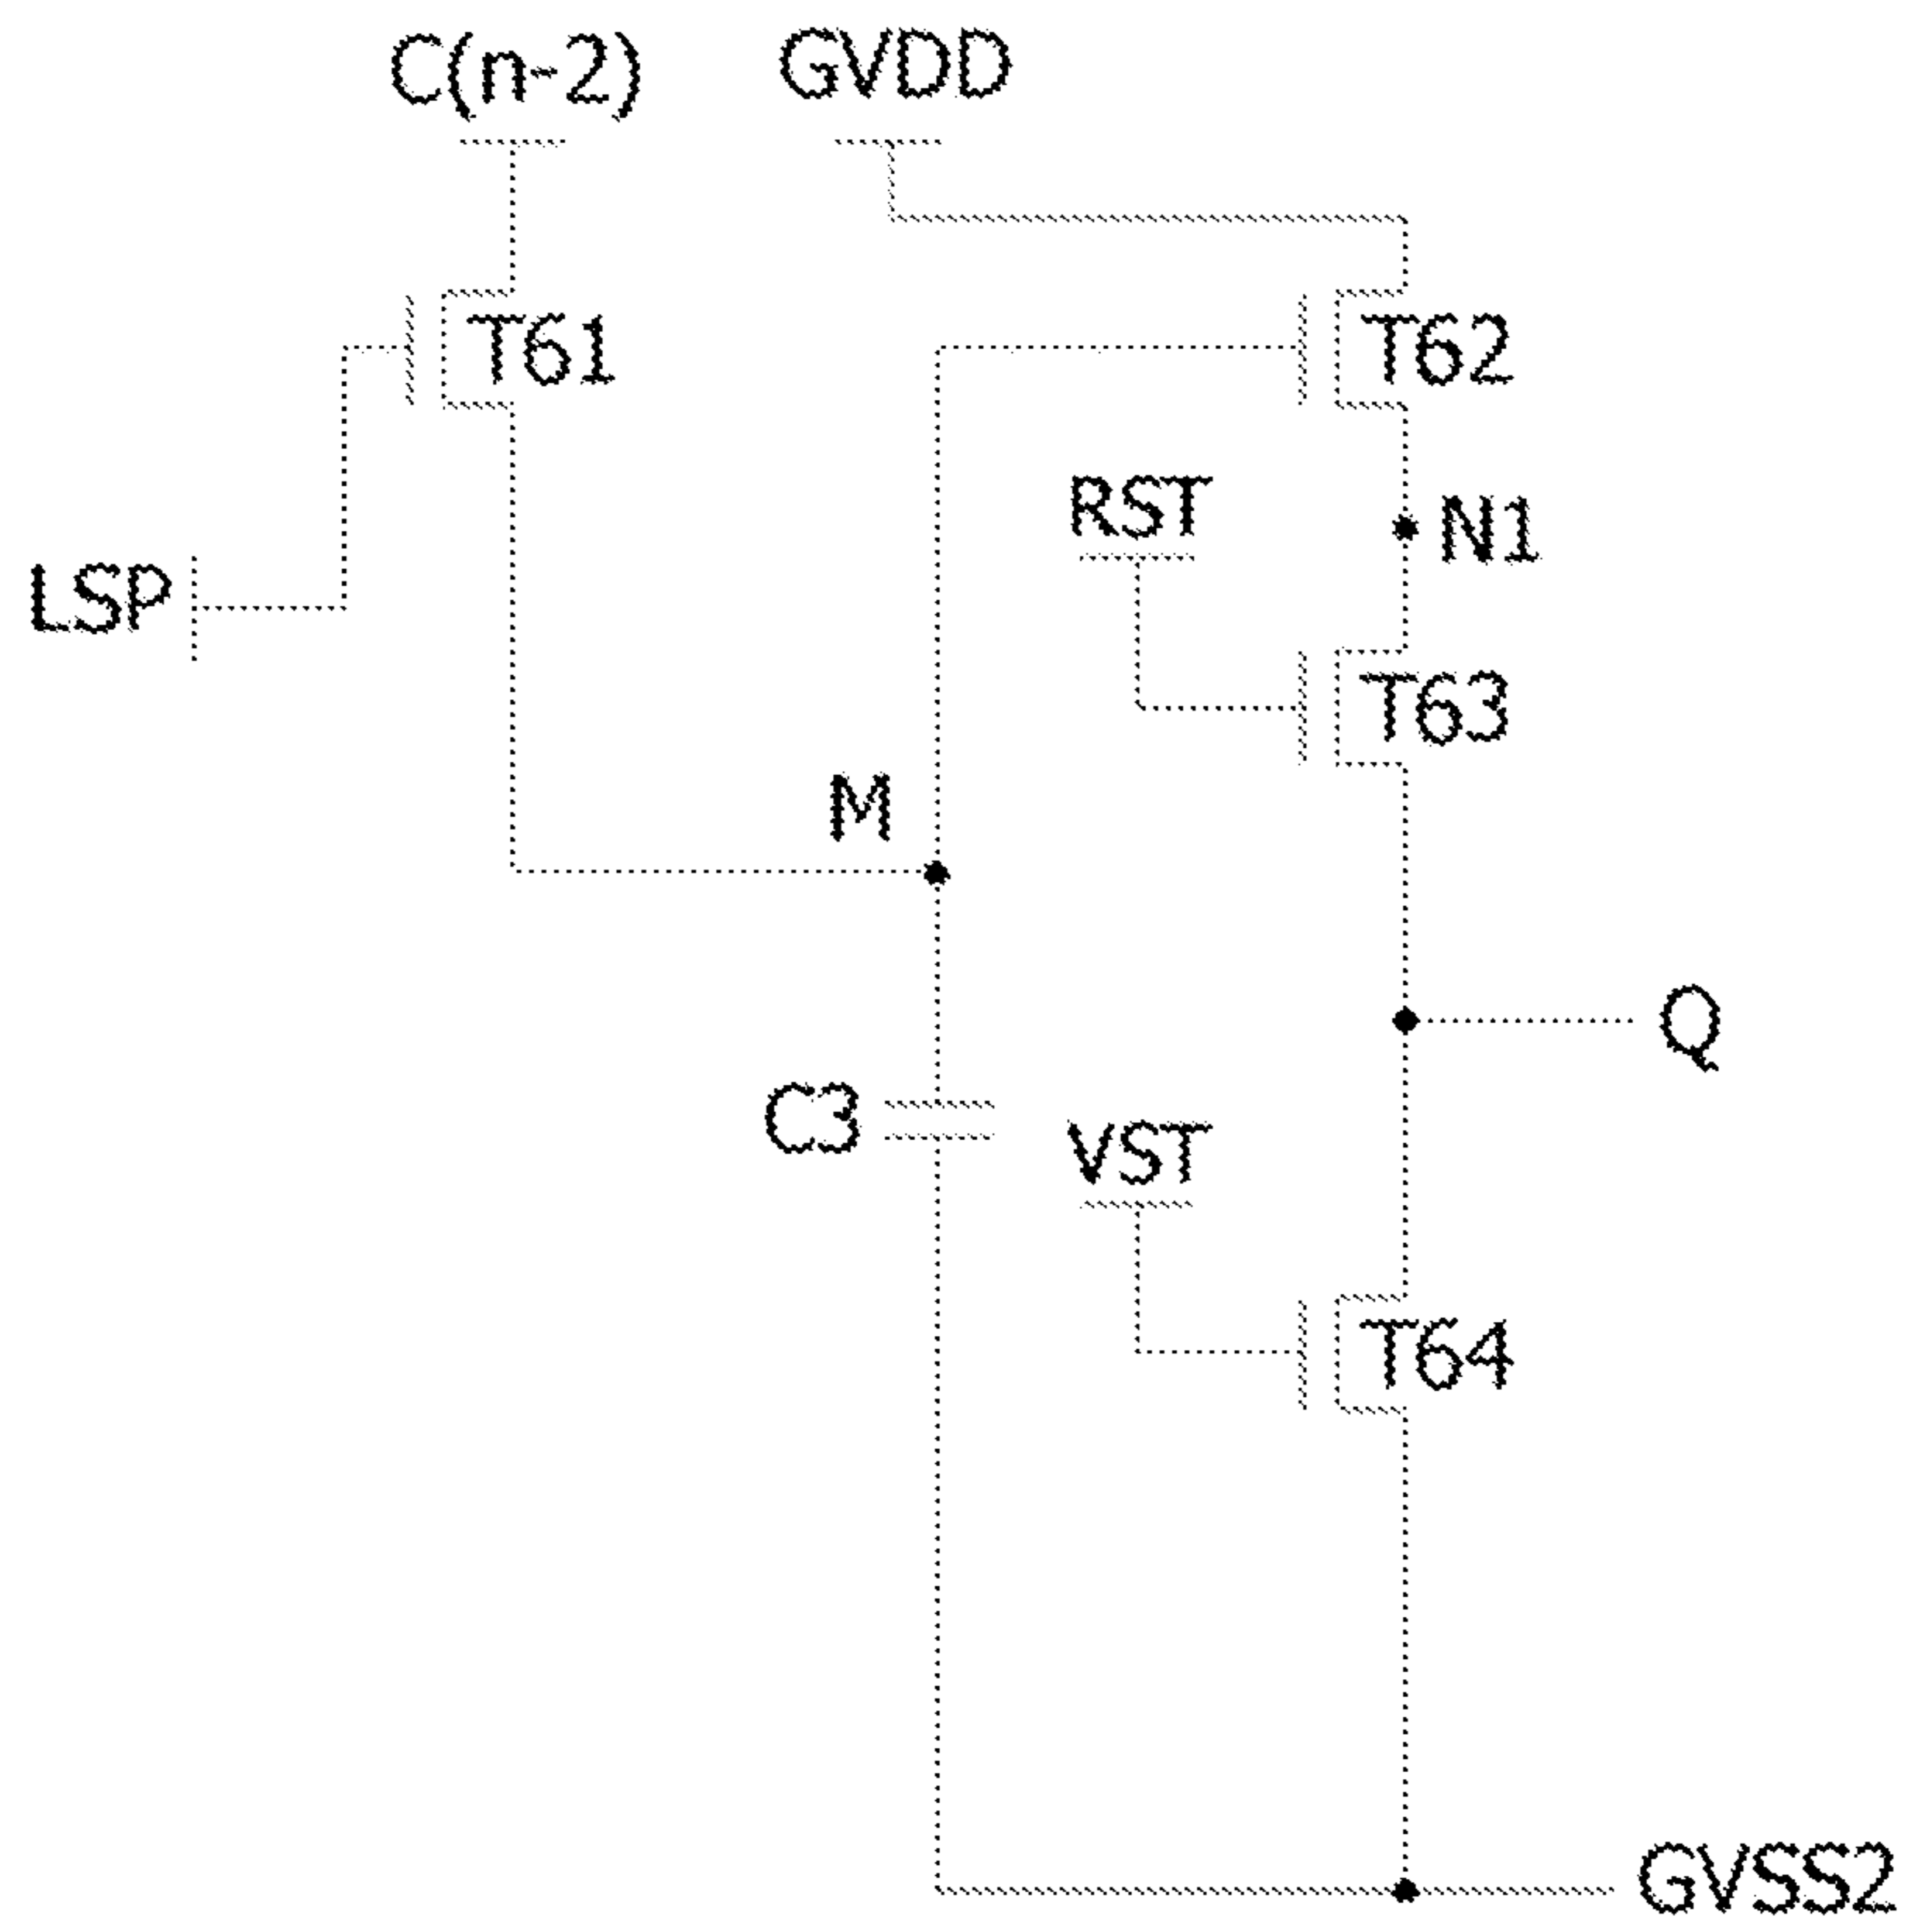 C(n-2)
GVDD
T61
T62
RST
N1
LSP
T63
M
Q
C3
VST
T64
GVSS2